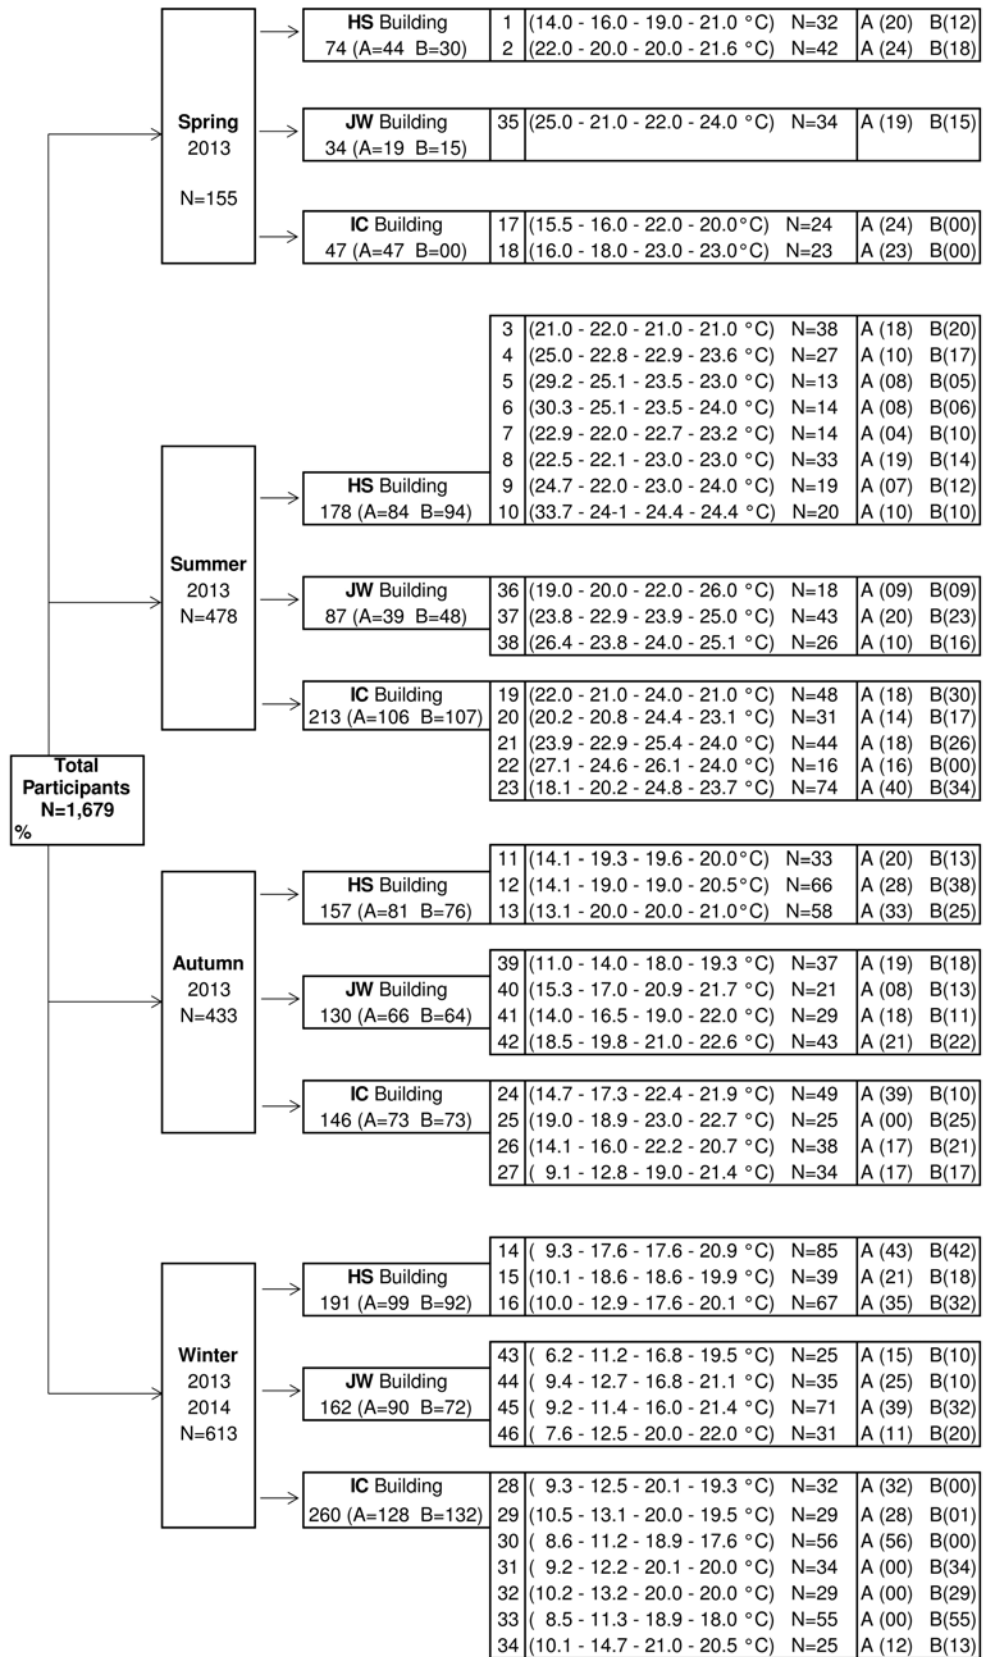 Total
Participants
N=1,679
%
Spring
2013
N=155
HS Building
74 (A=44 B=30)
1 (14.0 - 16.0 - 19.0 - 21.0 °C) N=32 A (20) B(12)
2 (22.0 - 20.0 - 20.0 - 21.6 °C) N=42 A (24) B(18)
JW Building
34 (A=19 B=15)
35 (25.0 - 21.0 - 22.0 - 24.0 °C) N=34 A (19) B(15)
IC Building
47 (A=47 B=00)
17 (15.5 - 16.0 - 22.0 - 20.0°C) N=24 A (24) B(00)
18 (16.0 - 18.0 - 23.0 - 23.0°C) N=23 A (23) B(00)
Summer
2013
N=478
HS Building
178 (A=84 B=94)
3 (21.0 - 22.0 - 21.0 - 21.0 °C) N=38 A (18) B(20)
4 (25.0 - 22.8 - 22.9 - 23.6 °C) N=27 A (10) B(17)
5 (29.2 - 25.1 - 23.5 - 23.0 °C) N=13 A (08) B(05)
6 (30.3 - 25.1 - 23.5 - 24.0 °C) N=14 A (08) B(06)
7 (22.9 - 22.0 - 22.7 - 23.2 °C) N=14 A (04) B(10)
8 (22.5 - 22.1 - 23.0 - 23.0 °C) N=33 A (19) B(14)
9 (24.7 - 22.0 - 23.0 - 24.0 °C) N=19 A (07) B(12)
10 (33.7 - 24-1 - 24.4 - 24.4 °C) N=20 A (10) B(10)
JW Building
87 (A=39 B=48)
36 (19.0 - 20.0 - 22.0 - 26.0 °C) N=18 A (09) B(09)
37 (23.8 - 22.9 - 23.9 - 25.0 °C) N=43 A (20) B(23)
38 (26.4 - 23.8 - 24.0 - 25.1 °C) N=26 A (10) B(16)
IC Building
213 (A=106 B=107)
19 (22.0 - 21.0 - 24.0 - 21.0 °C) N=48 A (18) B(30)
20 (20.2 - 20.8 - 24.4 - 23.1 °C) N=31 A (14) B(17)
21 (23.9 - 22.9 - 25.4 - 24.0 °C) N=44 A (18) B(26)
22 (27.1 - 24.6 - 26.1 - 24.0 °C) N=16 A (16) B(00)
23 (18.1 - 20.2 - 24.8 - 23.7 °C) N=74 A (40) B(34)
Autumn
2013
N=433
HS Building
157 (A=81 B=76)
11 (14.1 - 19.3 - 19.6 - 20.0°C) N=33 A (20) B(13)
12 (14.1 - 19.0 - 19.0 - 20.5°C) N=66 A (28) B(38)
13 (13.1 - 20.0 - 20.0 - 21.0°C) N=58 A (33) B(25)
JW Building
130 (A=66 B=64)
39 (11.0 - 14.0 - 18.0 - 19.3 °C) N=37 A (19) B(18)
40 (15.3 - 17.0 - 20.9 - 21.7 °C) N=21 A (08) B(13)
41 (14.0 - 16.5 - 19.0 - 22.0 °C) N=29 A (18) B(11)
42 (18.5 - 19.8 - 21.0 - 22.6 °C) N=43 A (21) B(22)
IC Building
146 (A=73 B=73)
24 (14.7 - 17.3 - 22.4 - 21.9 °C) N=49 A (39) B(10)
25 (19.0 - 18.9 - 23.0 - 22.7 °C) N=25 A (00) B(25)
26 (14.1 - 16.0 - 22.2 - 20.7 °C) N=38 A (17) B(21)
27 ( 9.1 - 12.8 - 19.0 - 21.4 °C) N=34 A (17) B(17)
Winter
2013
2014
N=613
HS Building
191 (A=99 B=92)
14 ( 9.3 - 17.6 - 17.6 - 20.9 °C) N=85 A (43) B(42)
15 (10.1 - 18.6 - 18.6 - 19.9 °C) N=39 A (21) B(18)
16 (10.0 - 12.9 - 17.6 - 20.1 °C) N=67 A (35) B(32)
JW Building
162 (A=90 B=72)
43 ( 6.2 - 11.2 - 16.8 - 19.5 °C) N=25 A (15) B(10)
44 ( 9.4 - 12.7 - 16.8 - 21.1 °C) N=35 A (25) B(10)
45 ( 9.2 - 11.4 - 16.0 - 21.4 °C) N=71 A (39) B(32)
46 ( 7.6 - 12.5 - 20.0 - 22.0 °C) N=31 A (11) B(20)
IC Building
260 (A=128 B=132)
28 ( 9.3 - 12.5 - 20.1 - 19.3 °C) N=32 A (32) B(00)
29 (10.5 - 13.1 - 20.0 - 19.5 °C) N=29 A (28) B(01)
30 ( 8.6 - 11.2 - 18.9 - 17.6 °C) N=56 A (56) B(00)
31 ( 9.2 - 12.2 - 20.1 - 20.0 °C) N=34 A (00) B(34)
32 (10.2 - 13.2 - 20.0 - 20.0 °C) N=29 A (00) B(29)
33 ( 8.5 - 11.3 - 18.9 - 18.0 °C) N=55 A (00) B(55)
34 (10.1 - 14.7 - 21.0 - 20.5 °C) N=25 A (12) B(13)